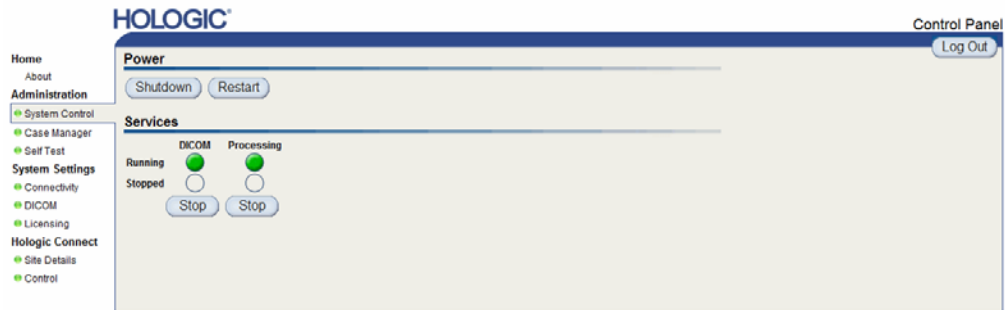 HOLOGIC®
Control Panel
Log Out
Home
About
Administration
System Control
Case Manager
Self Test
System Settings
Connectivity
DICOM
Licensing
Hologic Connect
Site Details
Control
Power
Shutdown Restart
Services
DICOM Processing
Running
Stopped
Stop Stop